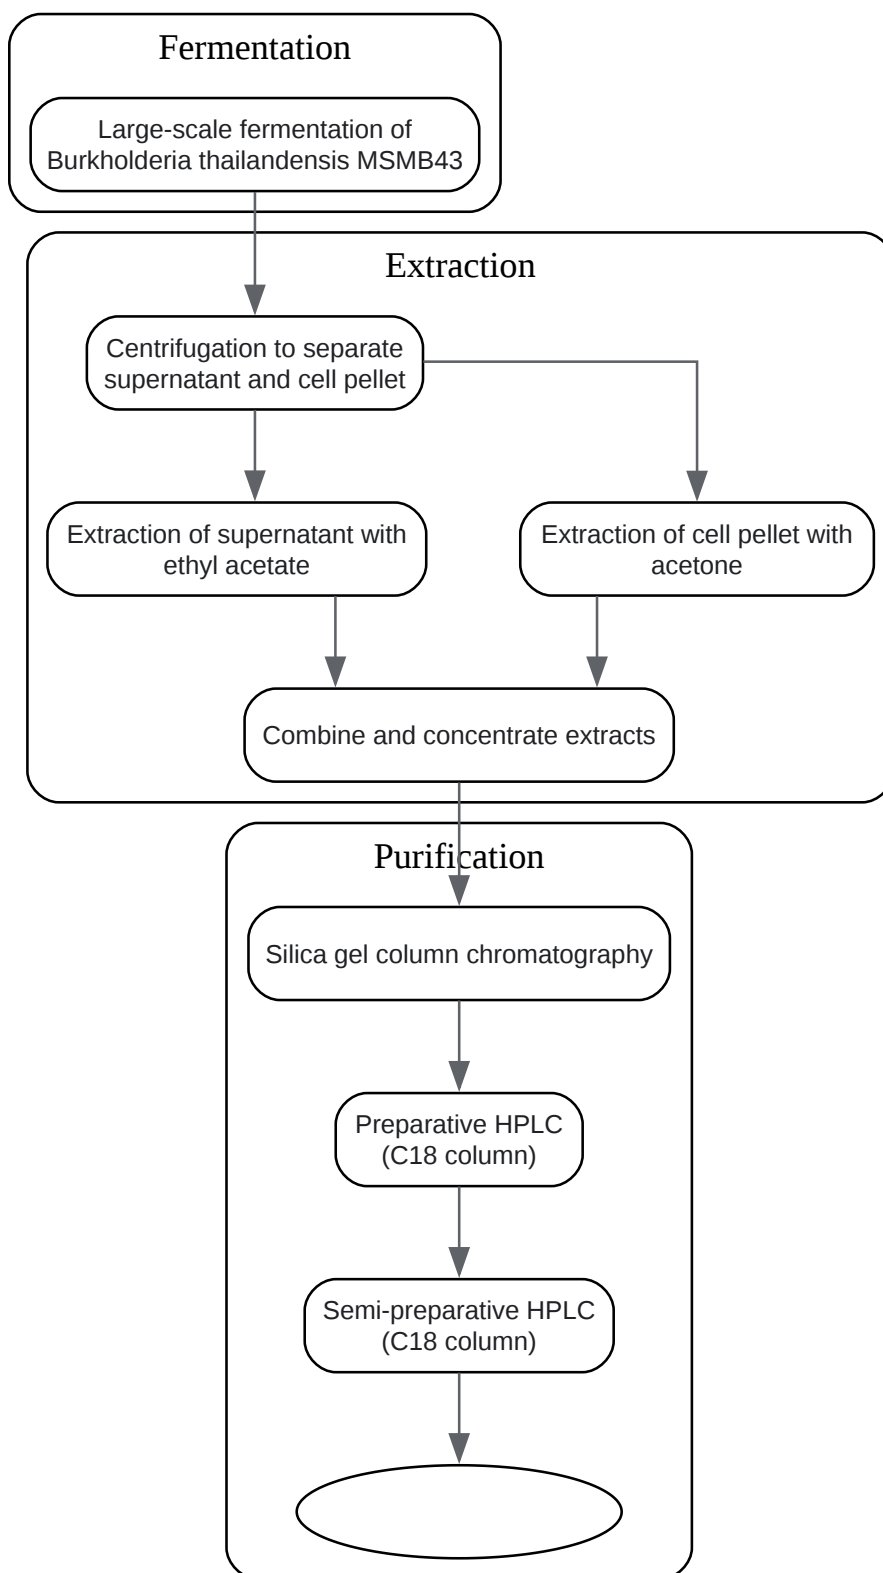 Fermentation
Large-scale fermentation of
Burkholderia thailandensis MSMB43
Extraction
Centrifugation to separate
supernatant and cell pellet
Extraction of supernatant with
ethyl acetate
Extraction of cell pellet with
acetone
Combine and concentrate extracts
Purification
Silica gel column chromatography
Preparative HPLC
(C18 column)
Semi-preparative HPLC
(C18 column)